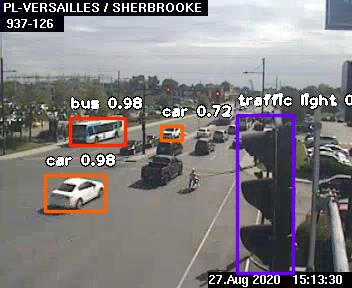 PL-VERSAILLES / SHERBROOKE
937-126
bus 0.98
car 0.72
traffic light 0
car 0.98
27.Aug 2020 15:13:30